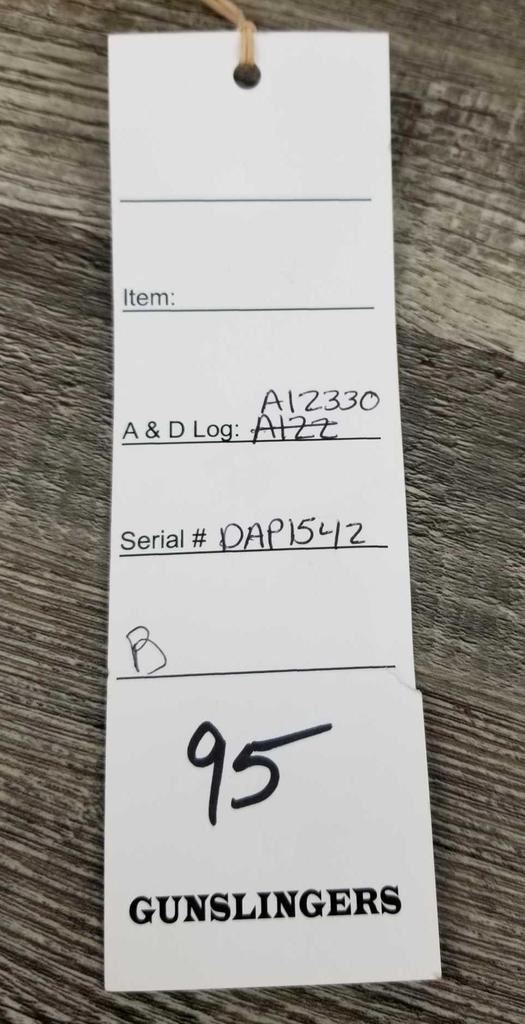 Item:
A12330
A & D Log: A122
Serial # DAP1542
B
95
GUNSLINGERS